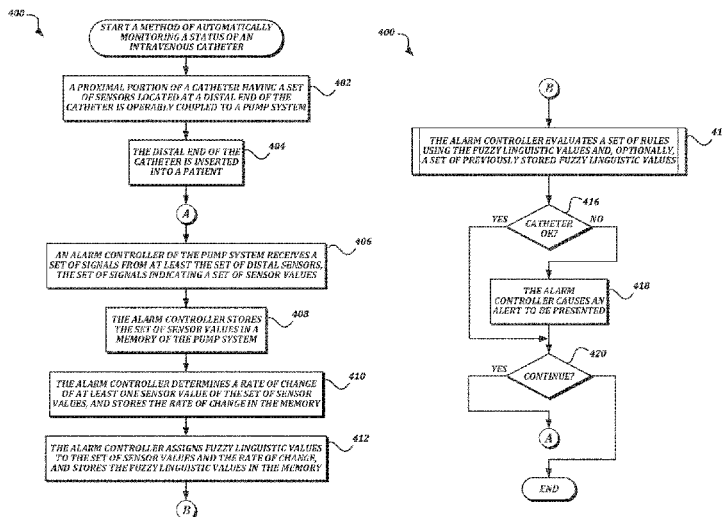 400
START A METHOD OF AUTOMATICALLY
MONITORING A STATUS OF AN
INTRAVENOUS CATHETER
A PROXIMAL PORTION OF A CATHETER HAVING A SET
OF SENSORS LOCATED AT A DISTAL END OF THE
CATHETER IS OPERABLY COUPLED TO A PUMP SYSTEM
402
THE DISTAL END OF THE
CATHETER IS INSERTED
INTO A PATIENT
404
A
AN ALARM CONTROLLER OF THE PUMP SYSTEM RECEIVES A
SET OF SIGNALS FROM AT LEAST THE SET OF DISTAL SENSORS,
THE SET OF SIGNALS INDICATING A SET OF SENSOR VALUES
406
THE ALARM CONTROLLER STORES
THE SET OF SENSOR VALUES IN A
MEMORY OF THE PUMP SYSTEM
408
THE ALARM CONTROLLER DETERMINES A RATE OF CHANGE
OF AT LEAST ONE SENSOR VALUE OF THE SET OF SENSOR
VALUES, AND STORES THE RATE OF CHANGE IN THE MEMORY
410
THE ALARM CONTROLLER ASSIGNS FUZZY LINGUISTIC VALUES
TO THE SET OF SENSOR VALUES AND THE RATE OF CHANGE,
AND STORES THE FUZZY LINGUISTIC VALUES IN THE MEMORY
412
B
400
B
THE ALARM CONTROLLER EVALUATES A SET OF RULES
USING THE FUZZY LINGUISTIC VALUES AND, OPTIONALLY,
A SET OF PREVIOUSLY STORED FUZZY LINGUISTIC VALUES
41
416
YES
CATHETER
OK?
NO
THE ALARM
CONTROLLER CAUSES AN
ALERT TO BE PRESENTED
418
420
YES
CONTINUE?
A
END